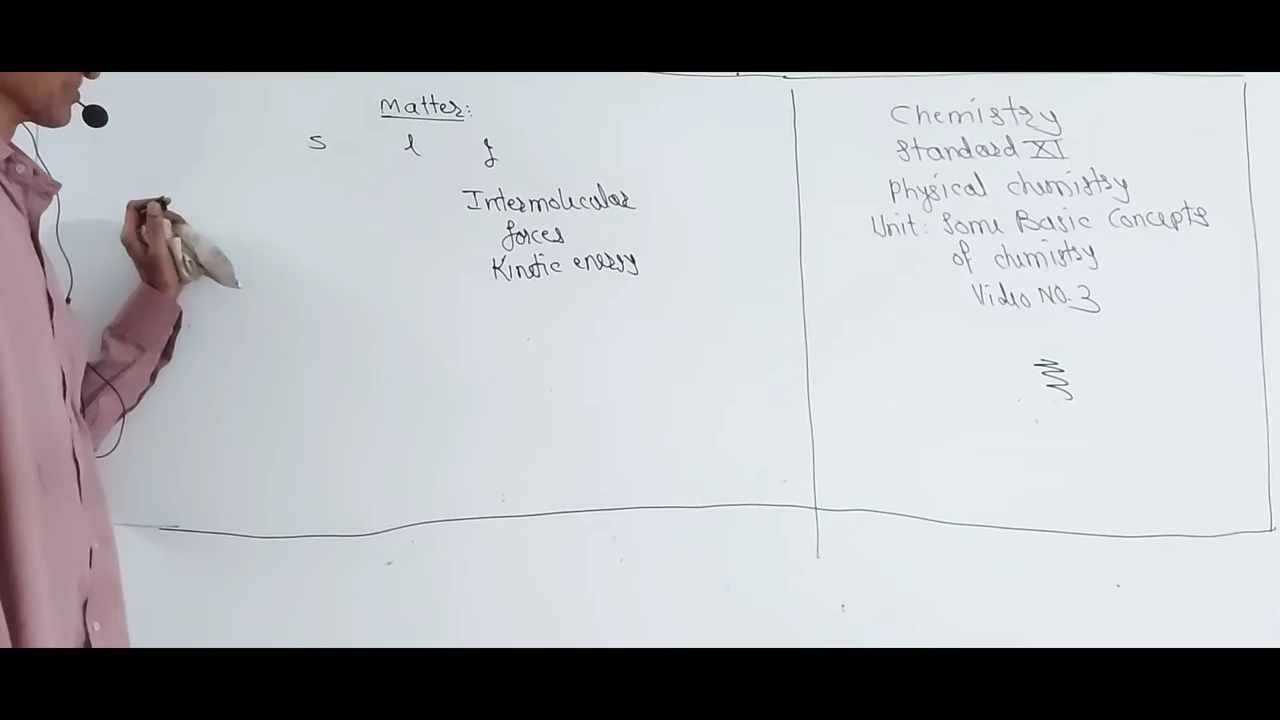 Matter:
s l g
Intermolecular
forces
Kinetic energy
Chemistry
Standard XI
Physical chemistry
Unit: Some Basic Concepts
of chemistry
Video NO. 3